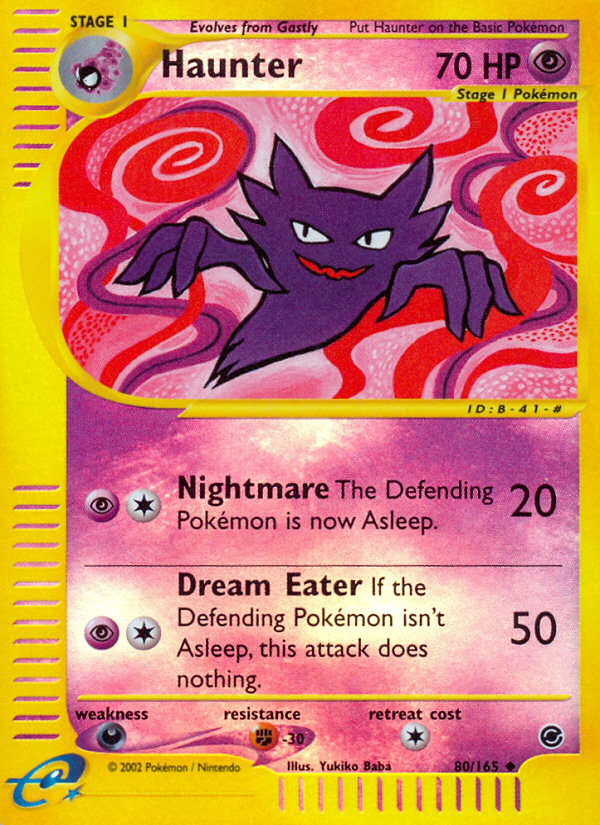 STAGE 1
Evolves from Gastly
Put Haunter on the Basic Pokémon
Haunter
70 HP
Stage 1 Pokémon
ID:B-41-#
Nightmare The Defending
Pokémon is now Asleep.
20
Dream Eater If the
Defending Pokémon isn't
Asleep, this attack does
nothing.
50
weakness
resistance
retreat cost
-30
© 2002 Pokémon / Nintendo
Illus. Yukiko Baba
80/165
e